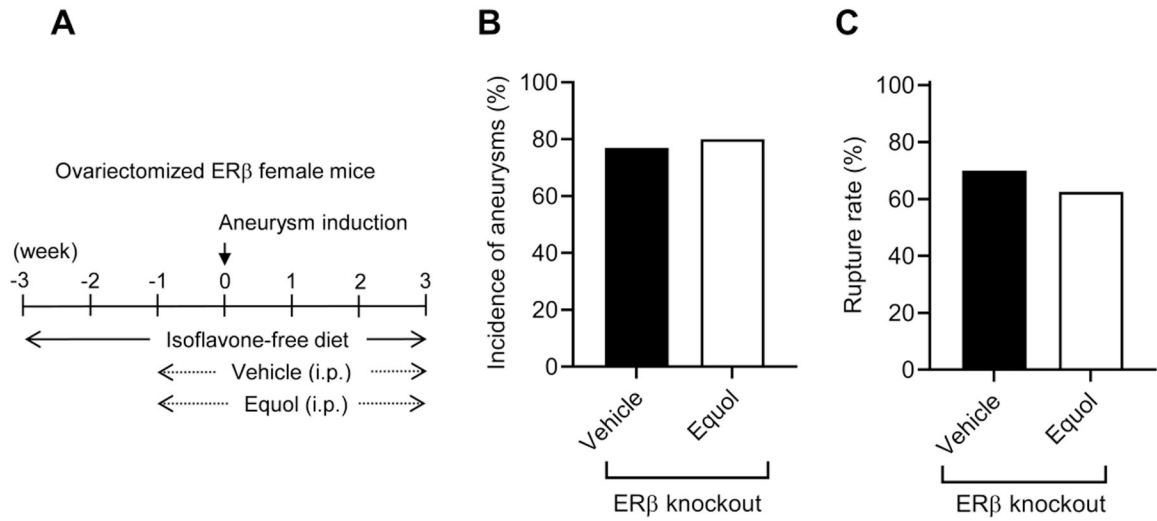 A
Ovariectomized ERβ female mice
Aneurysm induction
(week)
-3 -2 -1 0 1 2 3
Isoflavone-free diet
Vehicle (i.p.)
Equol (i.p.)
B
Incidence of aneurysms (%)
100
80
60
40
20
0
Vehicle
Equol
ERβ knockout
C
Rupture rate (%)
100
80
60
40
20
0
Vehicle
Equol
ERβ knockout